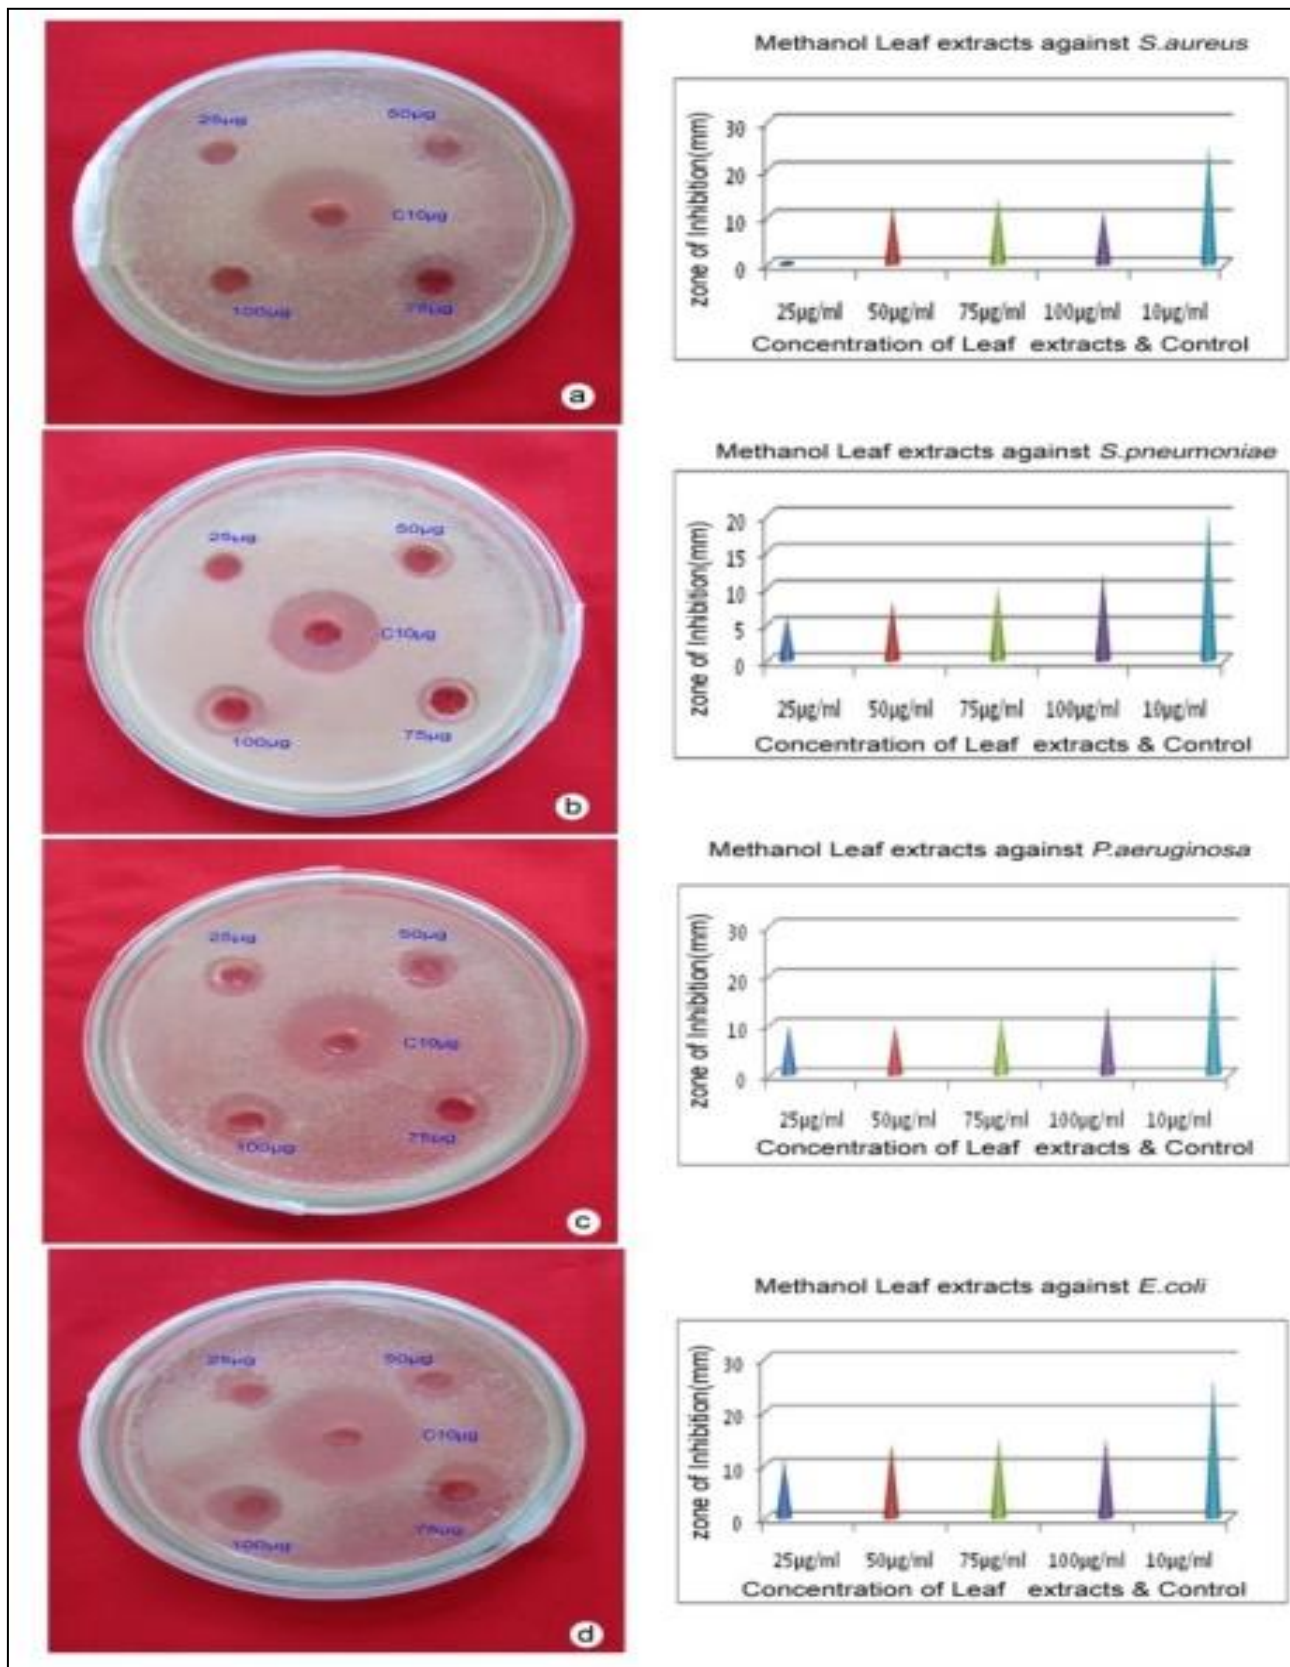 25µg
50µg
C10µg
100µg
75µg
a
Methanol Leaf extracts against S.aureus
zone of Inhibition(mm)
30
20
10
0
25µg/ml 50µg/ml 75µg/ml 100µg/ml 10µg/ml
Concentration of Leaf extracts & Control
25µg
50µg
C10µg
100µg
75µg
b
Methanol Leaf extracts against S.pneumoniae
zone of Inhibition(mm)
20
15
10
5
0
25µg/ml 50µg/ml 75µg/ml 100µg/ml 10µg/ml
Concentration of Leaf extracts & Control
25µg
50µg
C10µg
100µg
75µg
c
Methanol Leaf extracts against P.aeruginosa
zone of Inhibition(mm)
30
20
10
0
25µg/ml 50µg/ml 75µg/ml 100µg/ml 10µg/ml
Concentration of Leaf extracts & Control
25µg
50µg
C10µg
100µg
75µg
d
Methanol Leaf extracts against E.coli
zone of Inhibition(mm)
30
20
10
0
25µg/ml 50µg/ml 75µg/ml 100µg/ml 10µg/ml
Concentration of Leaf extracts & Control